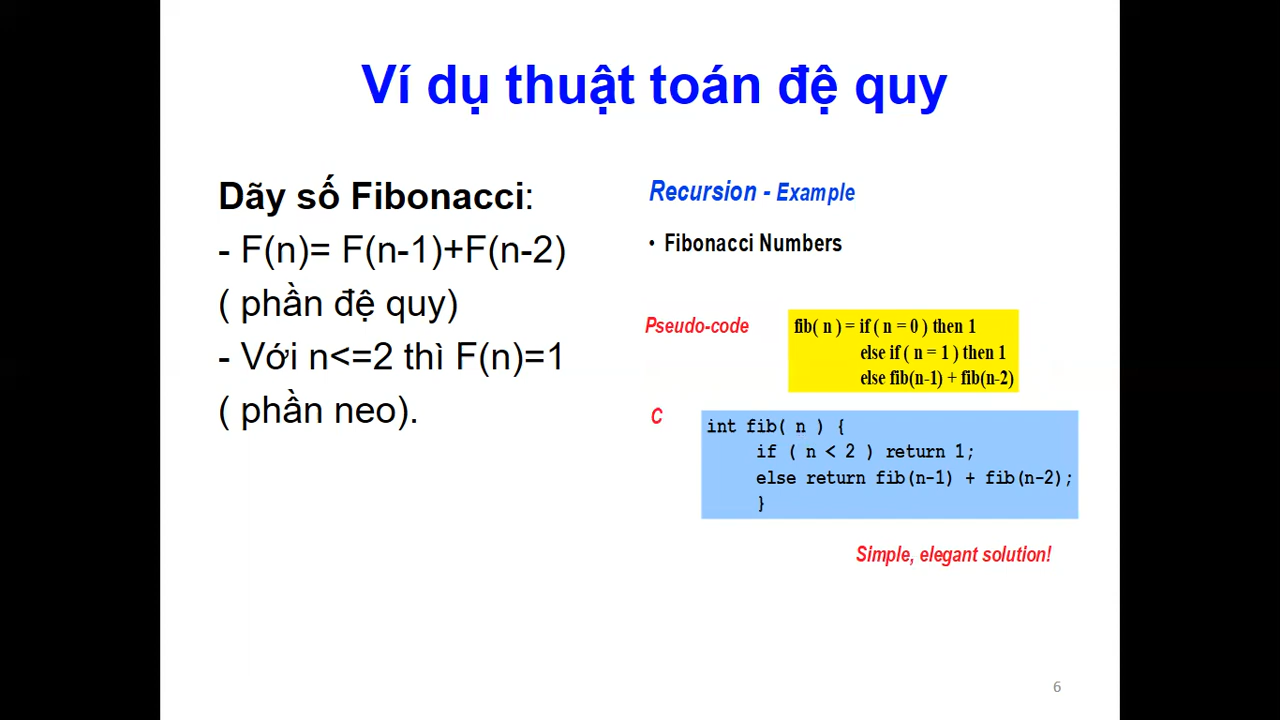 Ví dụ thuật toán đệ quy
Dãy số Fibonacci:
- F(n)= F(n-1)+F(n-2)
( phần đệ quy)
- Với n<=2 thì F(n)=1
( phần neo).
Recursion - Example
• Fibonacci Numbers
Pseudo-code
fib( n ) = if ( n = 0 ) then 1
else if ( n = 1 ) then 1
else fib(n-1) + fib(n-2)
C
int fib( n ) {
if ( n < 2 ) return 1;
else return fib(n-1) + fib(n-2);
}
Simple, elegant solution!
6